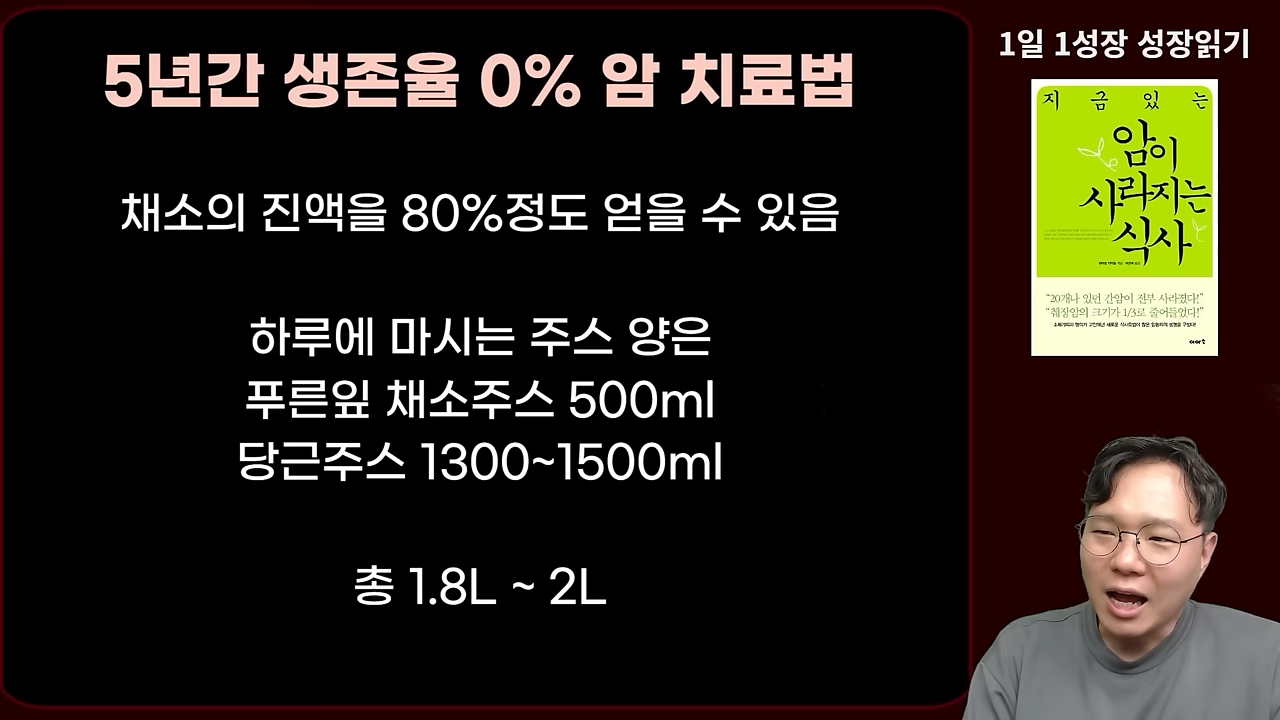 5년간 생존율 0% 암 치료법
채소의 진액을 80%정도 얻을 수 있음
하루에 마시는 주스 양은
푸른잎 채소주스 500ml
당근주스 1300~1500ml
총 1.8L ~ 2L
1일 1성장 성장읽기
지금 있는
암이
사라지는
식사
“20개나 있던 간암이 전부 사라졌다!”
“췌장암의 크기가 1/3로 줄어들었다!”